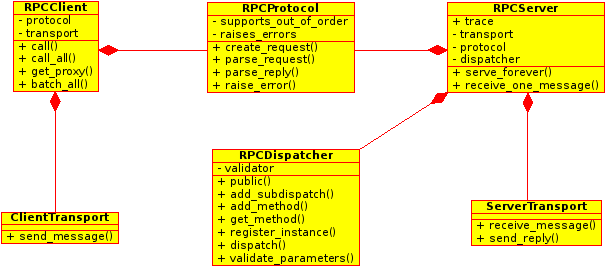 RPCClient
- protocol
- transport
+ call()
+ call_all()
+ get_proxy()
+ batch_all()
RPCProtocol
- supports_out_of_order
- raises_errors
+ create_request()
+ parse_request()
+ parse_reply()
+ raise_error()
RPCServer
+ trace
- transport
- protocol
- dispatcher
+ serve_forever()
+ receive_one_message()
RPCDispatcher
- validator
+ public()
+ add_subdispatch()
+ add_method()
+ get_method()
+ register_instance()
+ dispatch()
+ validate_parameters()
ClientTransport
+ send_message()
ServerTransport
+ receive_message()
+ send_reply()